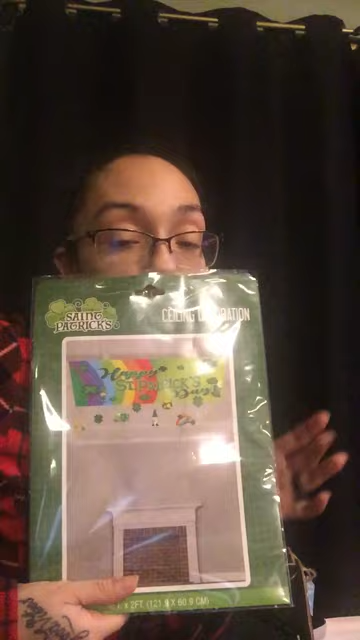 SAINT
PATRICK'S
CEILING DECORATION
Happy
ST. PATRICK'S
Day
2FT. (121.9 X 60.9 CM)